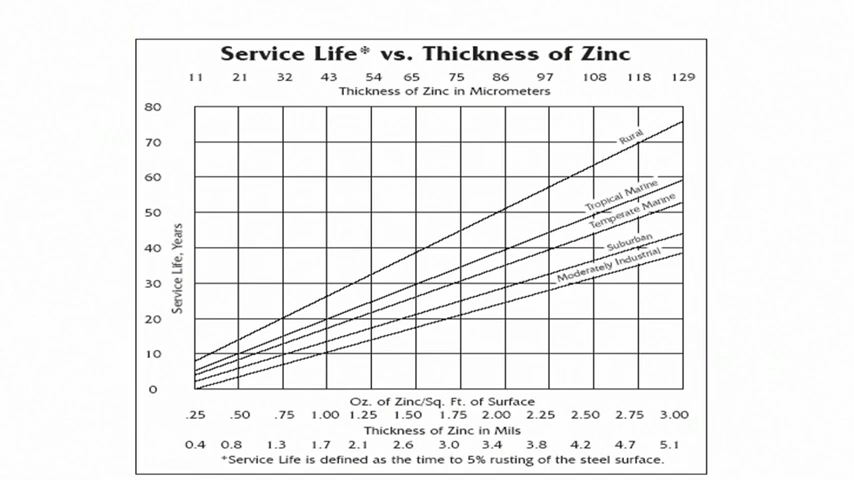 Service Life* vs. Thickness of Zinc
11 21 32 43 54 65 75 86 97 108 118 129
Thickness of Zinc in Micrometers
80
70
60
50
40
30
20
10
0
Service Life, Years
Rural
Tropical Marine
Temperate Marine
Suburban
Moderately Industrial
Oz. of Zinc/Sq. Ft. of Surface
.25 .50 .75 1.00 1.25 1.50 1.75 2.00 2.25 2.50 2.75 3.00
Thickness of Zinc in Mils
0.4 0.8 1.3 1.7 2.1 2.6 3.0 3.4 3.8 4.2 4.7 5.1
*Service Life is defined as the time to 5% rusting of the steel surface.